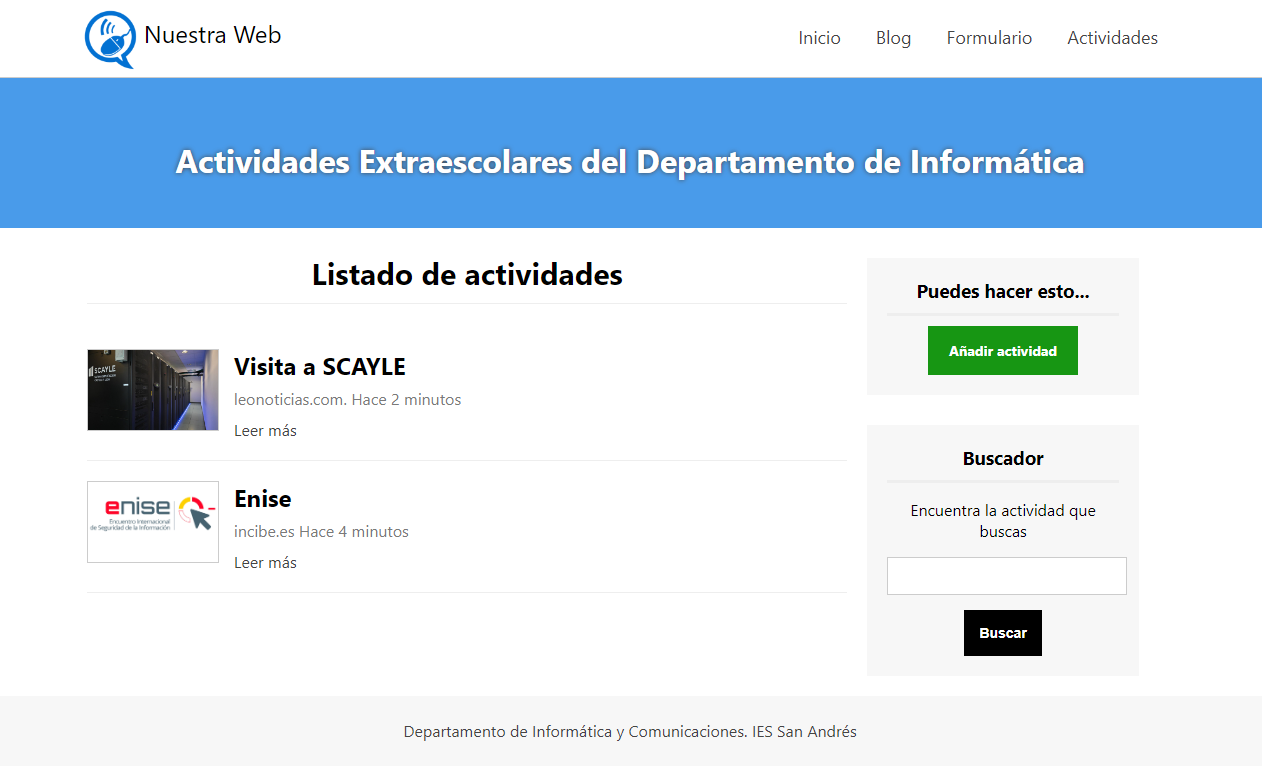 Nuestra Web
Inicio
Blog
Formulario
Actividades
Actividades Extraescolares del Departamento de Informática
Listado de actividades
SCAYLE
Visita a SCAYLE
leonoticias.com. Hace 2 minutos
Leer más
enise
Encuentro Internacional
de Seguridad de la Información
Enise
incibe.es Hace 4 minutos
Leer más
Puedes hacer esto...
Añadir actividad
Buscador
Encuentra la actividad que
buscas
Buscar
Departamento de Informática y Comunicaciones. IES San Andrés